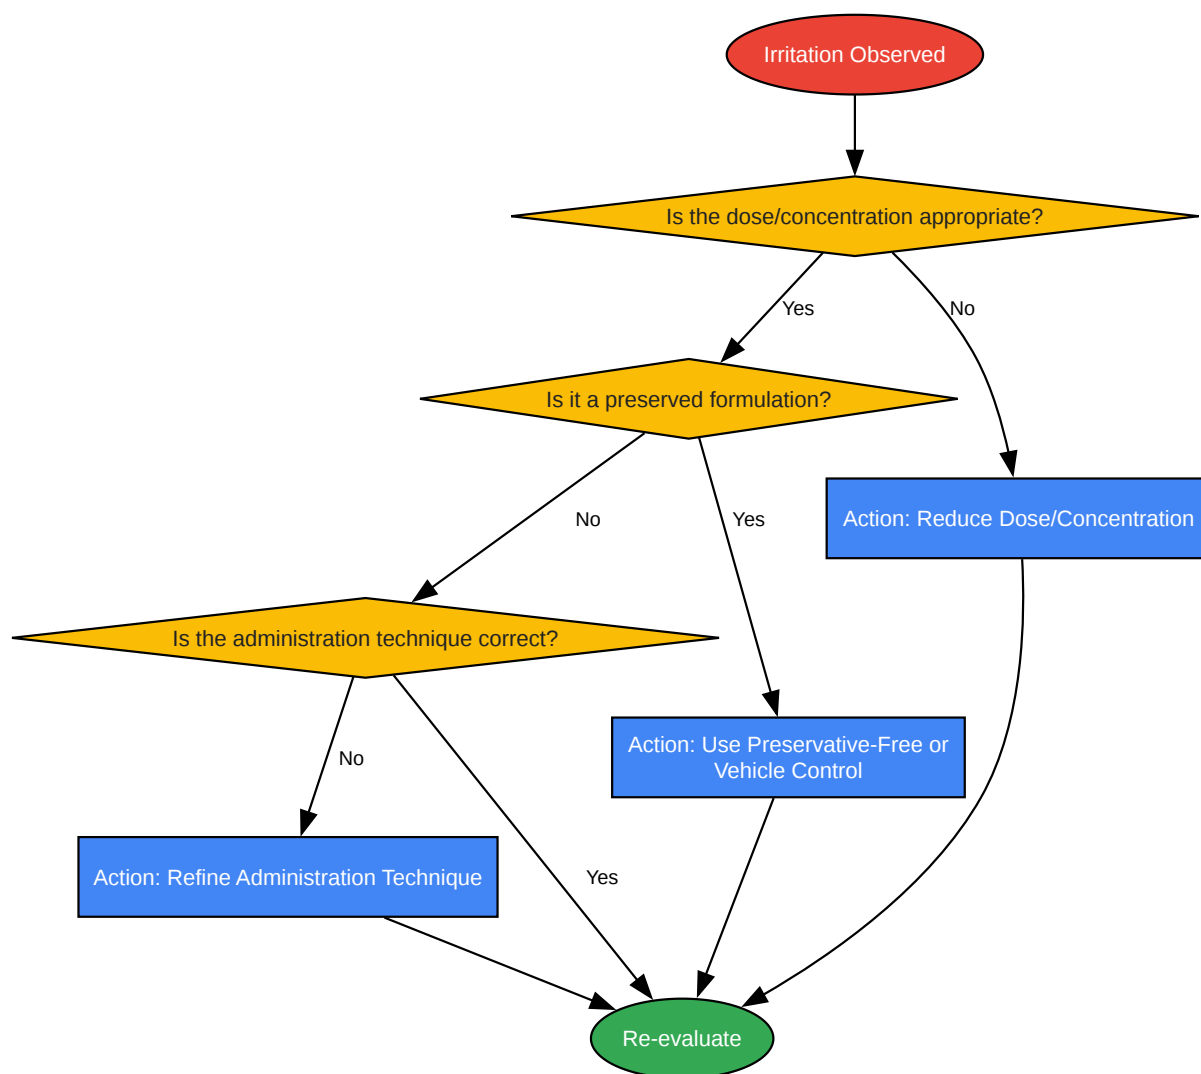 Irritation Observed
Is the dose/concentration appropriate?
Yes
No
Is it a preserved formulation?
No
Yes
Action: Reduce Dose/Concentration
Is the administration technique correct?
No
Action: Use Preservative-Free or
Vehicle Control
Action: Refine Administration Technique
Yes
Re-evaluate